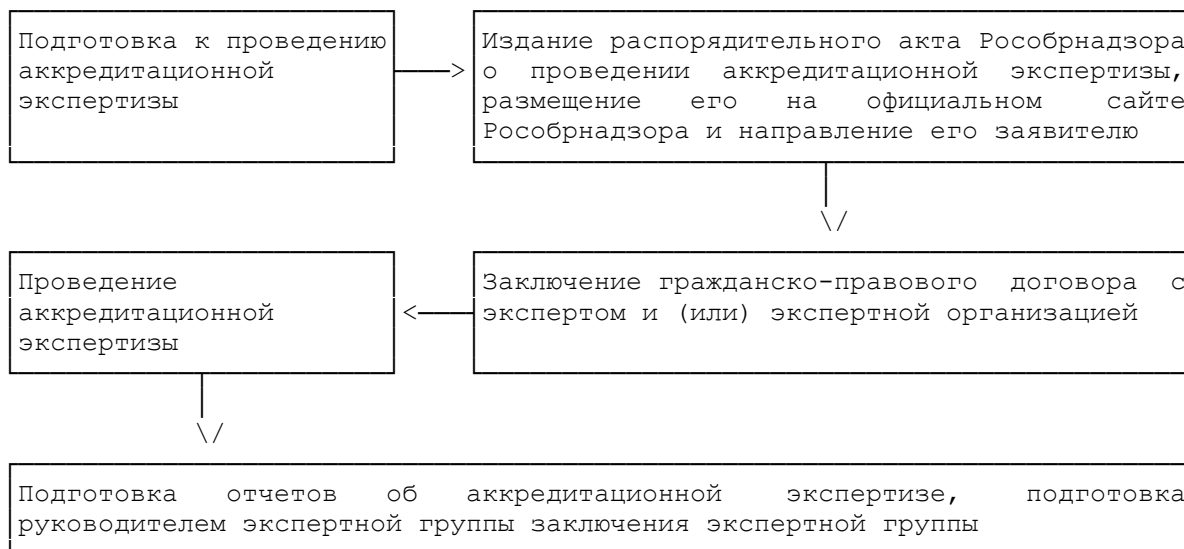 Подготовка к проведению
аккредитационной
экспертизы
Издание распорядительного акта Рособрнадзора
о проведении аккредитационной экспертизы,
размещение его на официальном сайте
Рособрнадзора и направление его заявителю
Проведение
аккредитационной
экспертизы
Заключение гражданско-правового договора с
экспертом и (или) экспертной организацией
Подготовка отчетов об аккредитационной экспертизе, подготовка
руководителем экспертной группы заключения экспертной группы